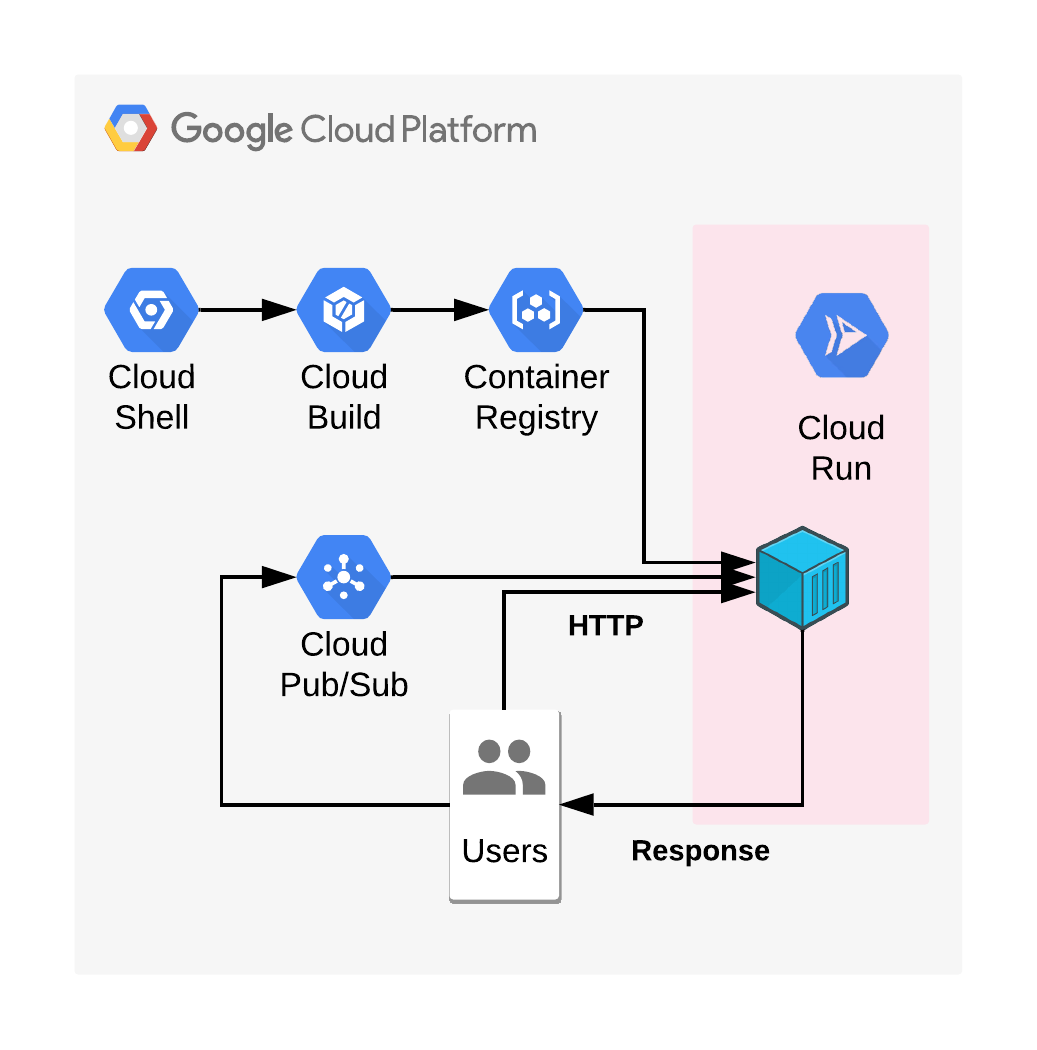 Google Cloud Platform
Cloud
Shell
Cloud
Build
Container
Registry
Cloud
Run
Cloud
Pub/Sub
HTTP
Users
Response